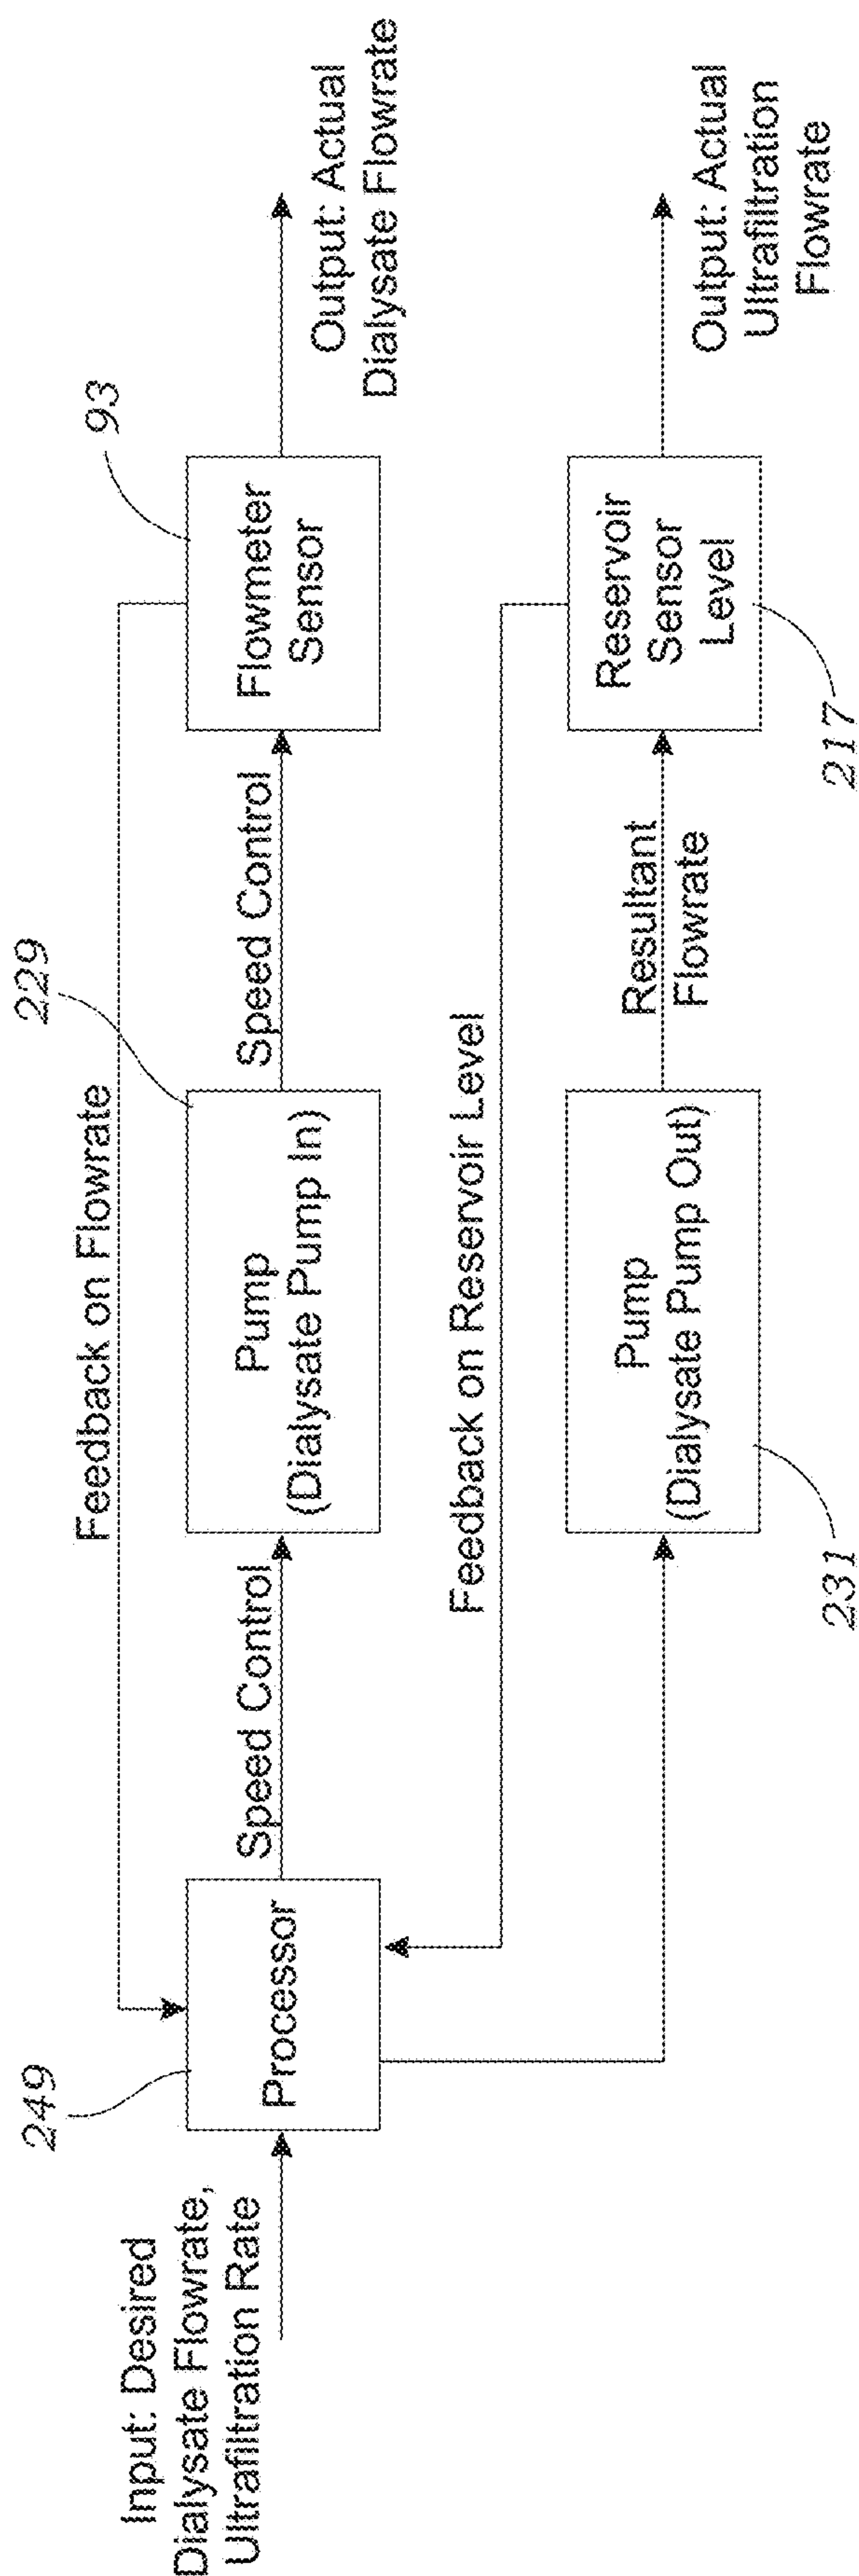 Input: Desired
Dialysate Flowrate,
Ultrafiltration Rate
249
Processor
Feedback on Flowrate
Speed Control
229
Pump
(Dialysate Pump In)
Speed Control
93
Flowmeter
Sensor
Output: Actual
Dialysate Flowrate
Feedback on Reservoir Level
Pump
(Dialysate Pump Out)
231
Resultant
Flowrate
Reservoir
Sensor
Level
217
Output: Actual
Ultrafiltration
Flowrate